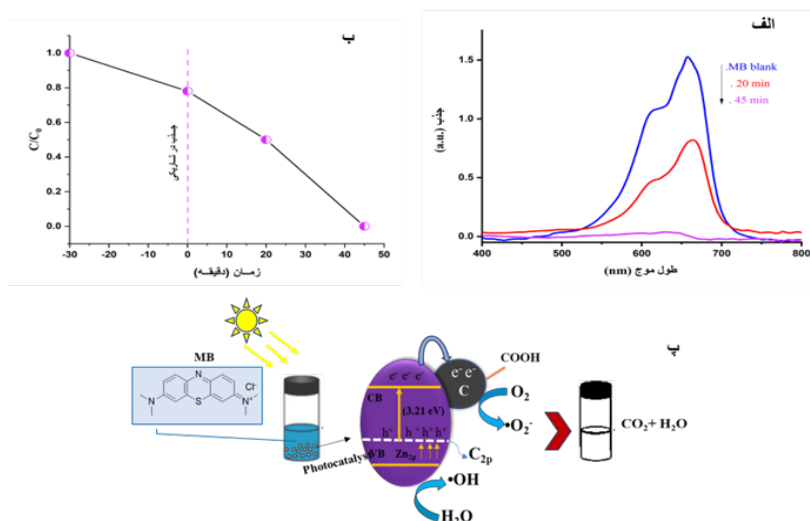 ب
1.0
0.8
0.6
0.4
0.2
0.0
C/C0
جذب در تاریکی
-30
-20
-10
0
10
20
30
40
50
زمان (دقیقه)
الف
1.5
1.0
0.5
0.0
جذب (a.u.)
.MB blank
. 20 min
. 45 min
400
500
600
700
800
طول موج (nm)
پ
MB
N
Cl-
N
S
N+
Photocatalyst
e- e- e-
CB
(3.21 eV)
h+ h+ h+ h+
VB
Zn2p
e- e-
C
COOH
O2
•O2-
C2p
•OH
H2O
CO2+ H2O